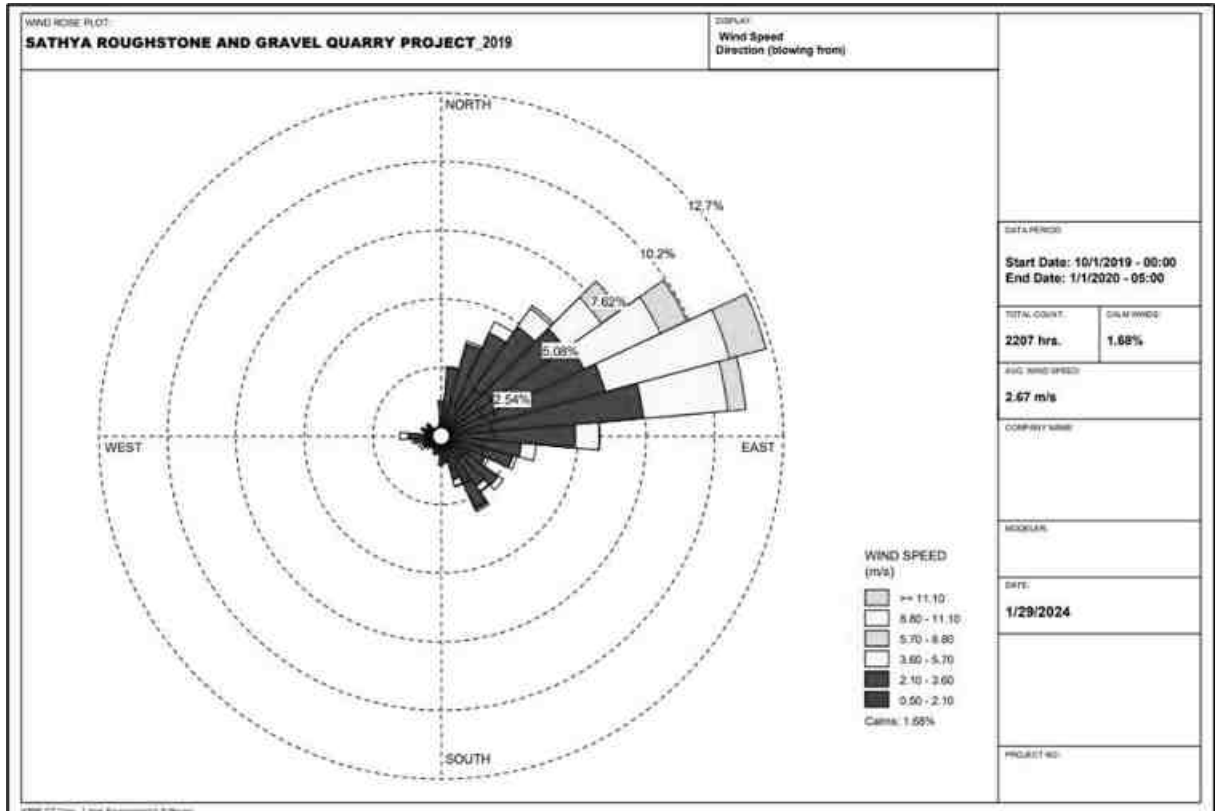 WIND ROSE PLOT:
SATHYA ROUGHSTONE AND GRAVEL QUARRY PROJECT_2019
DISPLAY:
Wind Speed
Direction (blowing from)
NORTH
12.7%
10.2%
7.62%
5.08%
2.54%
WEST
EAST
SOUTH
WIND SPEED
(m/s)
>= 11.10
8.80 - 11.10
5.70 - 8.80
3.60 - 5.70
2.10 - 3.60
0.50 - 2.10
Calms: 1.68%
DATA PERIOD:
Start Date: 10/1/2019 - 00:00
End Date: 1/1/2020 - 05:00
TOTAL COUNT:
2207 hrs.
CALM WINDS:
1.68%
AVG. WIND SPEED:
2.67 m/s
COMPANY NAME:
MODELER:
DATE:
1/29/2024
PROJECT NO.: